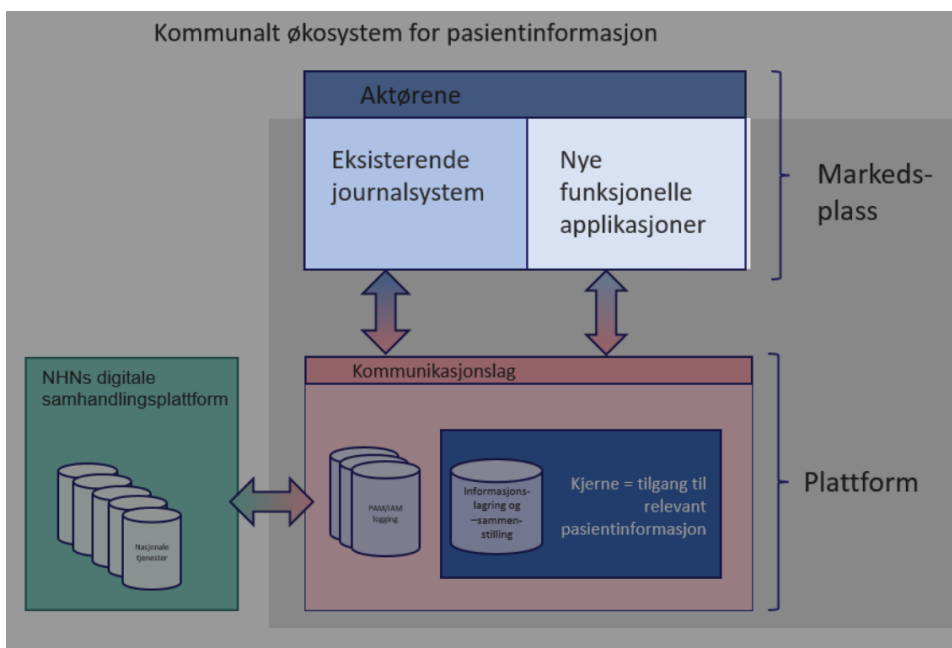 Kommunalt økosystem for pasientinformasjon
Aktørene
Eksisterende
journalsystem
Nye
funksjonelle
applikasjoner
Markeds-
plass
NHNs digitale
samhandlingsplattform
Nasjonale
tjenester
Kommunikasjonslag
PAM/IAM
logging
Informasjons-
lagring og
–sammen-
stilling
Kjerne = tilgang til
relevant
pasientinformasjon
Plattform